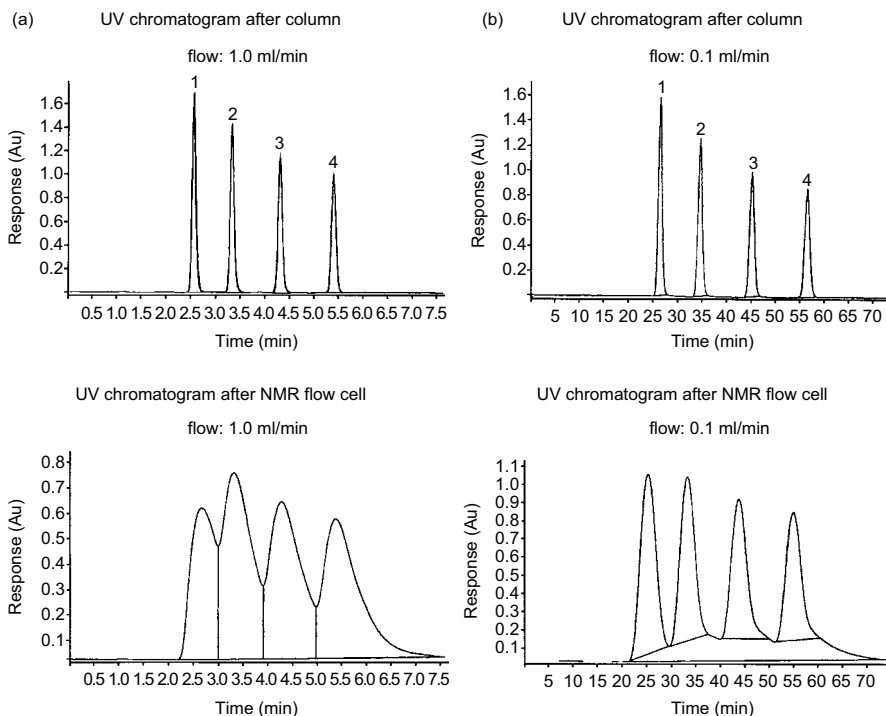 (a)
UV chromatogram after column
flow: 1.0 ml/min
Response (Au)
1.6
1.4
1.2
1.0
0.8
0.6
0.4
0.2
1
2
3
4
0.5 1.0 1.5 2.0 2.5 3.0 3.5 4.0 4.5 5.0 5.5 6.0 6.5 7.0 7.5
Time (min)
(b)
UV chromatogram after column
flow: 0.1 ml/min
Response (Au)
1.6
1.4
1.2
1.0
0.8
0.6
0.4
0.2
1
2
3
4
5 10 15 20 25 30 35 40 45 50 55 60 65 70
Time (min)
UV chromatogram after NMR flow cell
flow: 1.0 ml/min
Response (Au)
0.8
0.7
0.6
0.5
0.4
0.3
0.2
0.1
0.5 1.0 1.5 2.0 2.5 3.0 3.5 4.0 4.5 5.0 5.5 6.0 6.5 7.0 7.5
Time (min)
UV chromatogram after NMR flow cell
flow: 0.1 ml/min
Response (Au)
1.1
1.0
0.9
0.8
0.7
0.6
0.5
0.4
0.3
0.2
0.1
5 10 15 20 25 30 35 40 45 50 55 60 65 70
Time (min)